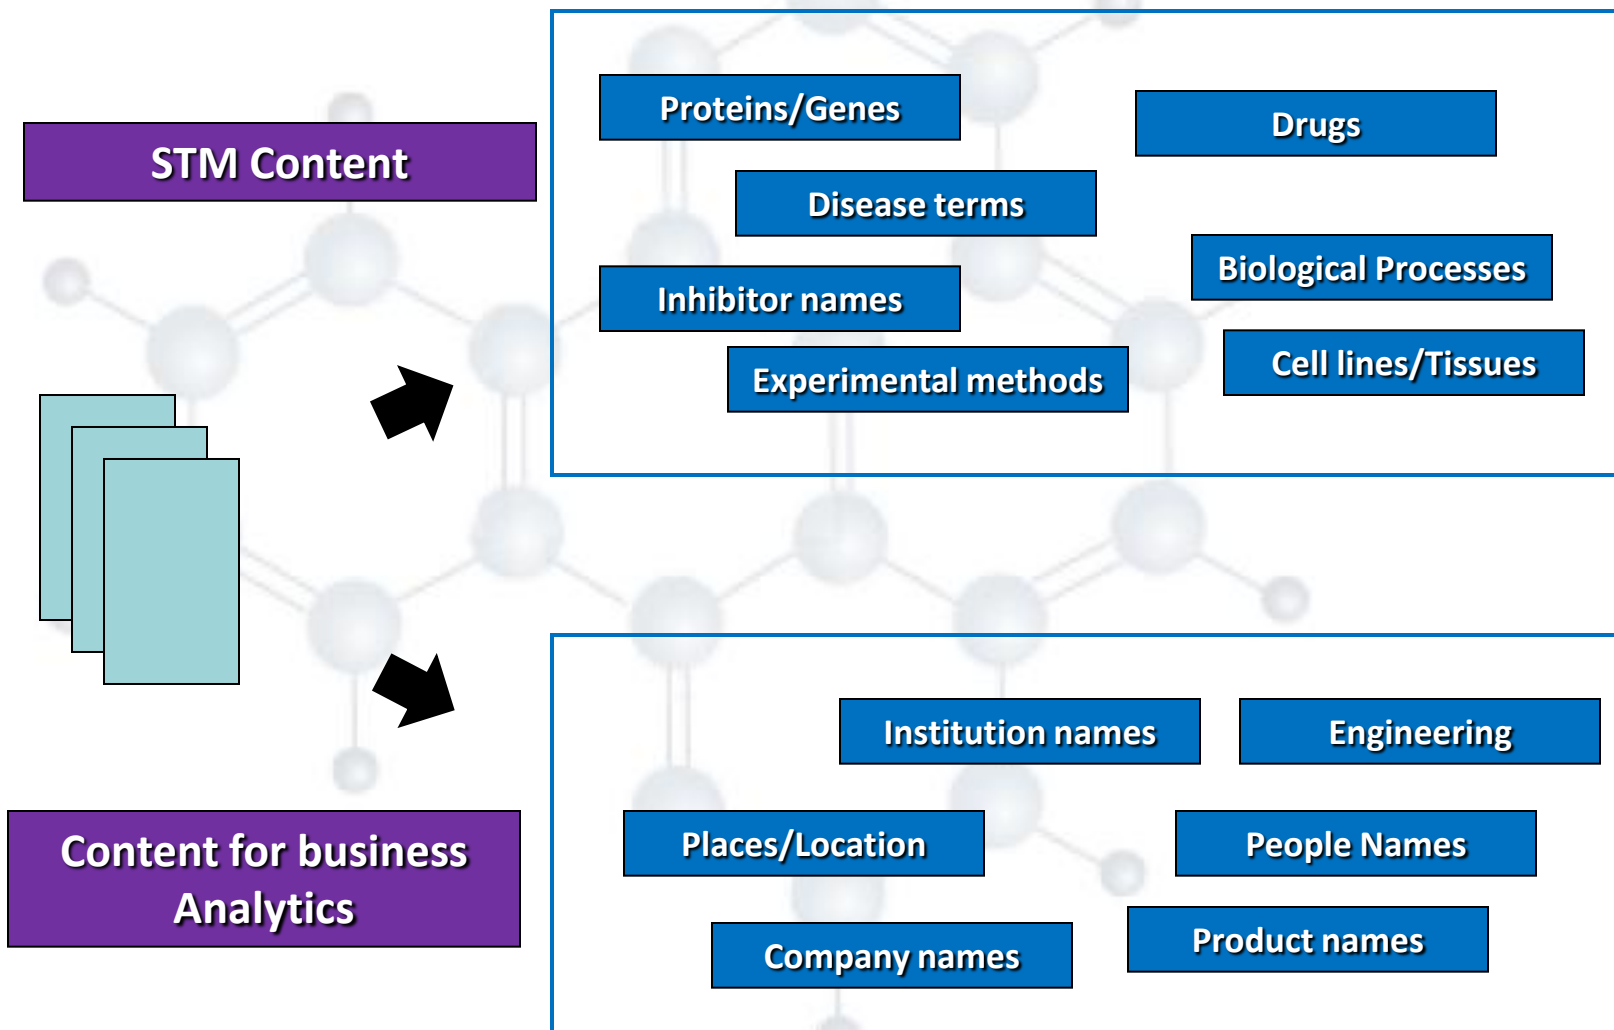 STM Content
Proteins/Genes
Drugs
Disease terms
Biological Processes
Inhibitor names
Cell lines/Tissues
Experimental methods
Content for business
Analytics
Institution names
Engineering
Places/Location
People Names
Company names
Product names